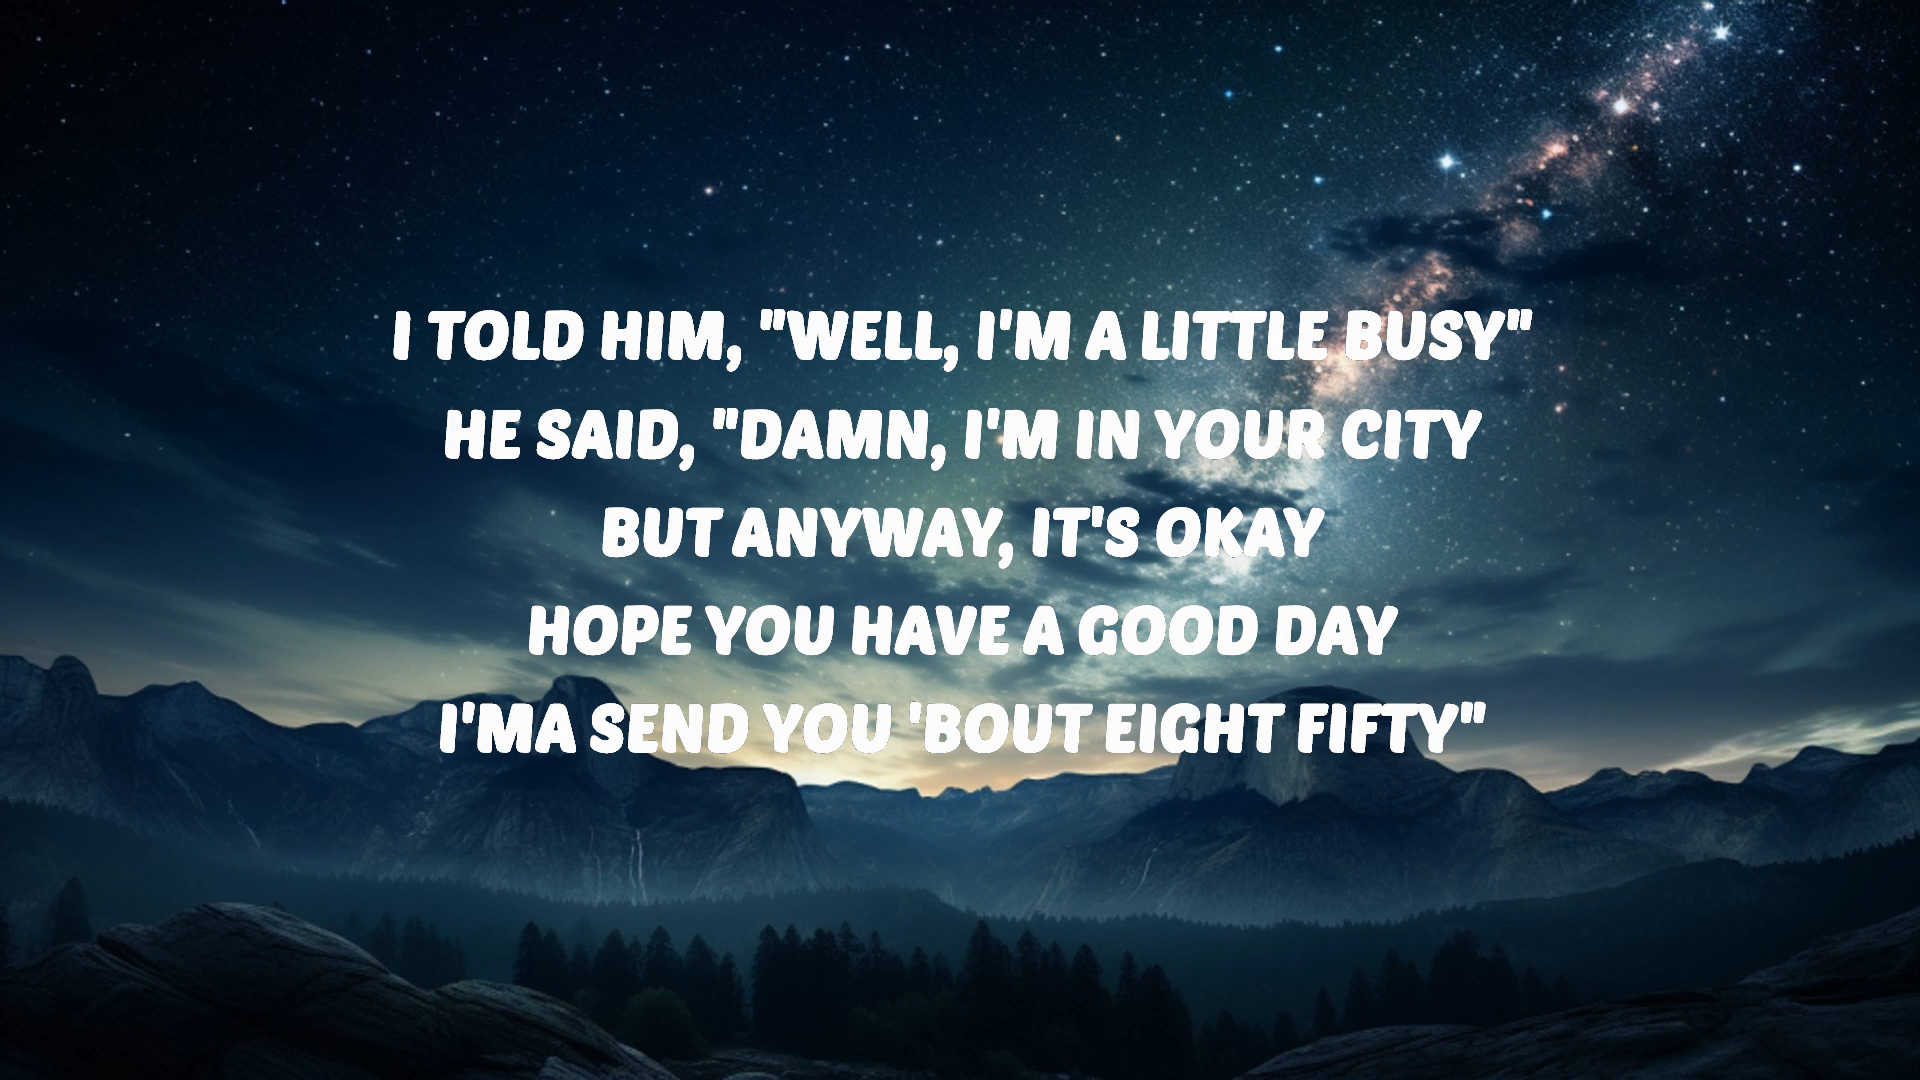 I TOLD HIM, "WELL, I'M A LITTLE BUSY"
HE SAID, "DAMN, I'M IN YOUR CITY
BUT ANYWAY, IT'S OKAY
HOPE YOU HAVE A GOOD DAY
I'MA SEND YOU 'BOUT EIGHT FIFTY"